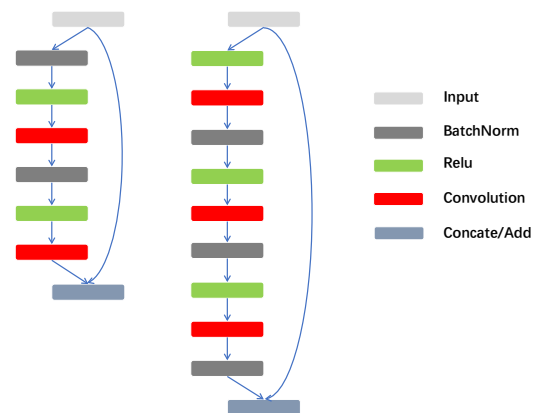 Input
BatchNorm
Relu
Convolution
Concate/Add